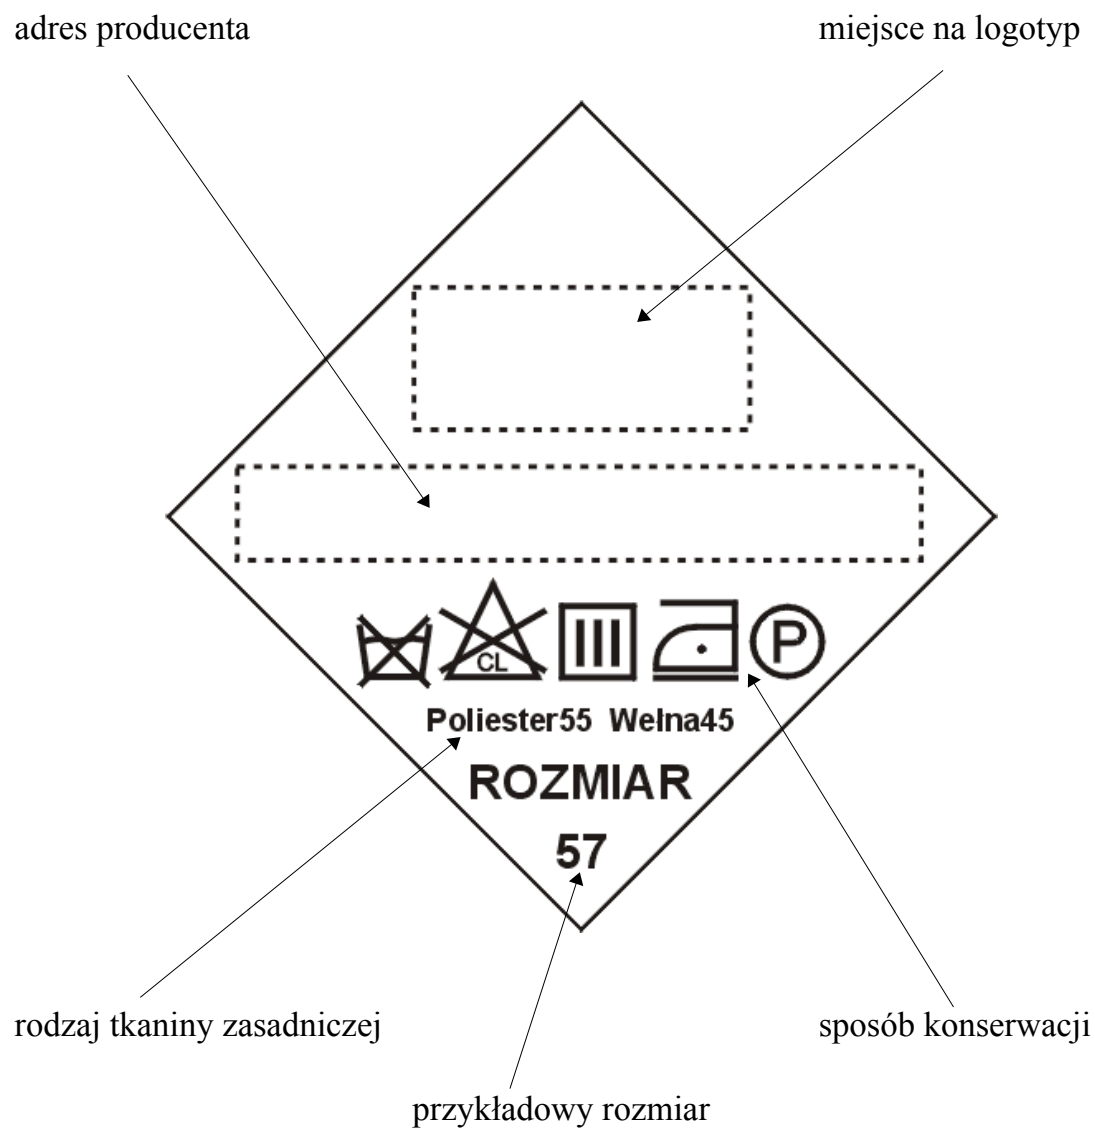 adres producenta
miejsce na logotyp
CL
P
Poliester55 Wełna45
ROZMIAR
57
rodzaj tkaniny zasadniczej
sposób konserwacji
przykładowy rozmiar